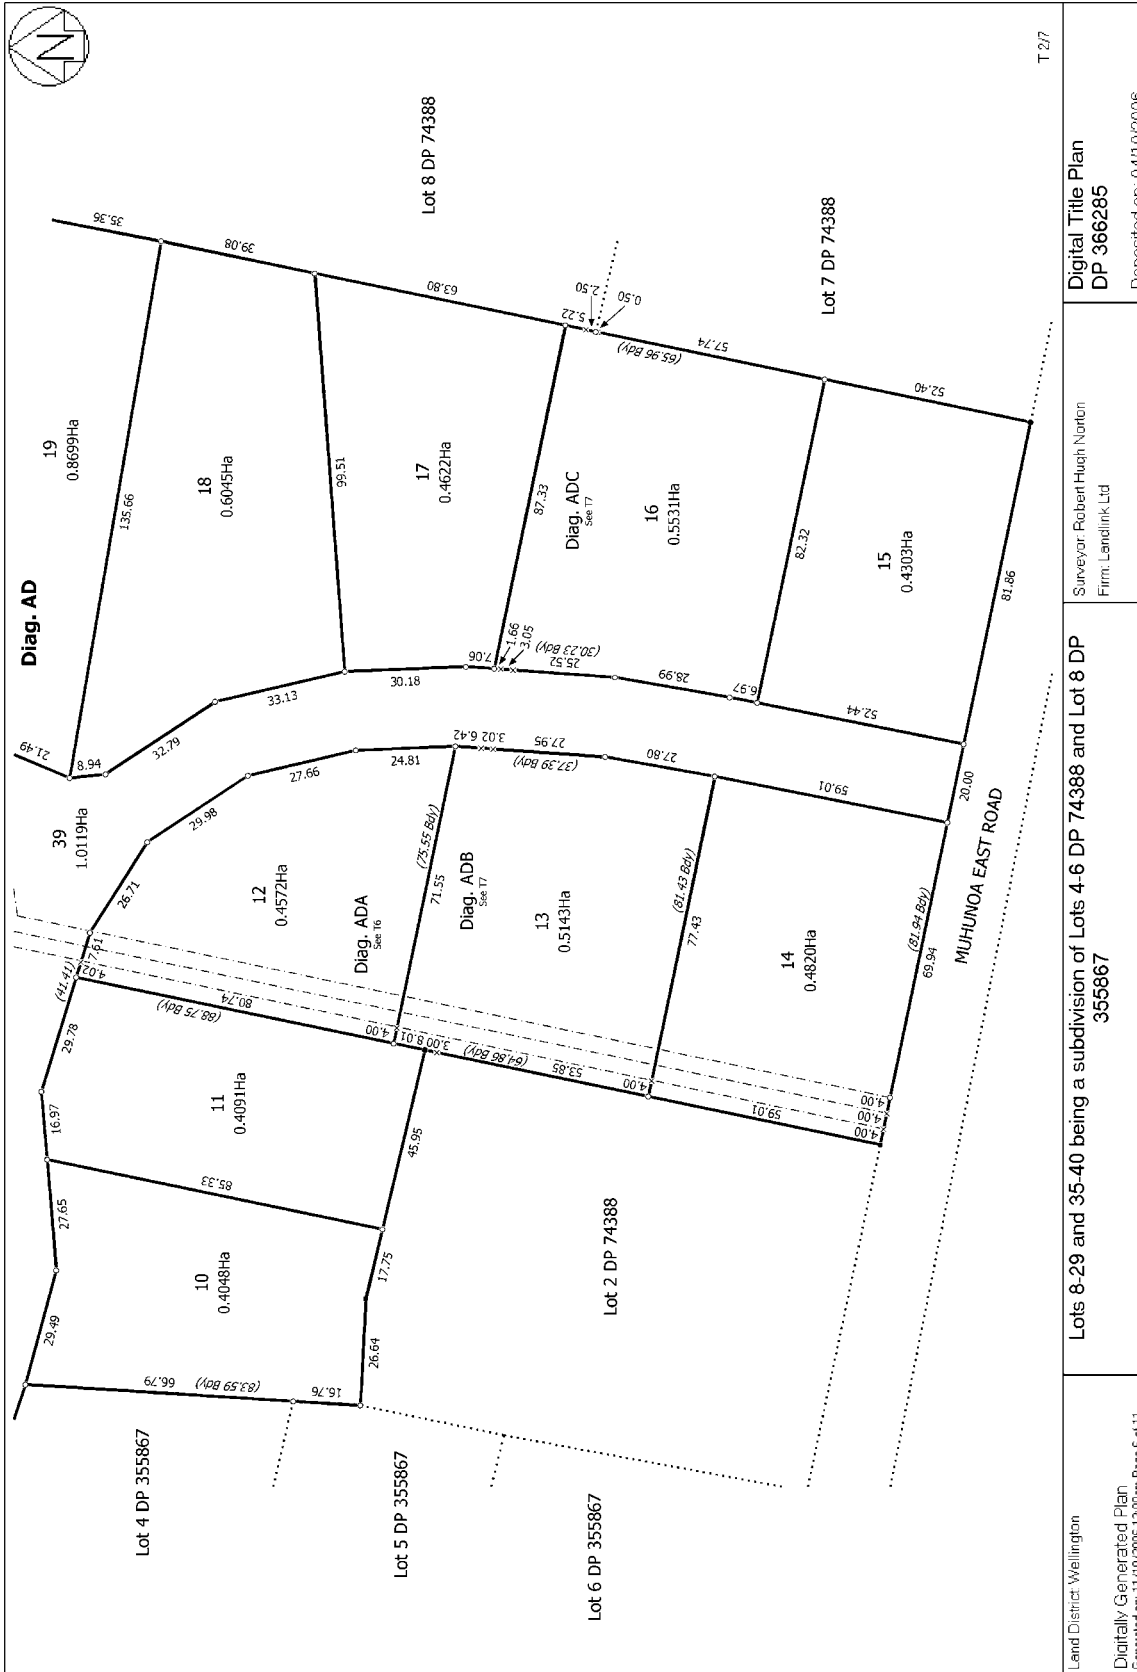 N
Diag. AD
T 2/7
Lot 8 DP 74388
Lot 7 DP 74388
35.36
39.08
63.80
5.22
2.50
0.50
(65.96 Bdy)
57.74
52.40
19
0.8699Ha
135.66
18
0.6045Ha
99.51
17
0.4622Ha
87.33
Diag. ADC
See T7
16
0.5531Ha
82.32
15
0.4303Ha
81.86
21.49
8.94
32.79
33.13
30.18
7.06
1.66
3.05
(30.23 Bdy)
25.52
28.99
6.97
52.44
20.00
39
1.0119Ha
26.71
29.98
27.66
24.81
6.42
3.02
(37.39 Bdy)
27.95
27.80
59.01
12
0.4572Ha
Diag. ADA
See T6
(75.55 Bdy)
71.55
Diag. ADB
See T7
13
0.5143Ha
(81.43 Bdy)
77.43
14
0.4820Ha
(81.94 Bdy)
69.94
MUHUNOA EAST ROAD
(41.41)
7.61
4.02
29.78
80.74
(88.75 Bdy)
4.00
8.01
3.00
(64.86 Bdy)
53.85
4.00
59.01
4.00
4.00
4.00
16.97
11
0.4091Ha
45.95
85.33
27.65
10
0.4048Ha
17.75
26.64
29.49
66.79
(83.59 Bdy)
16.76
Lot 2 DP 74388
Lot 4 DP 355867
Lot 5 DP 355867
Lot 6 DP 355867
Land District: Wellington
Digitally Generated Plan
Lots 8-29 and 35-40 being a subdivision of Lots 4-6 DP 74388 and Lot 8 DP
355867
Surveyor: Robert Hugh Norton
Firm: Landlink Ltd
Digital Title Plan
DP 366285